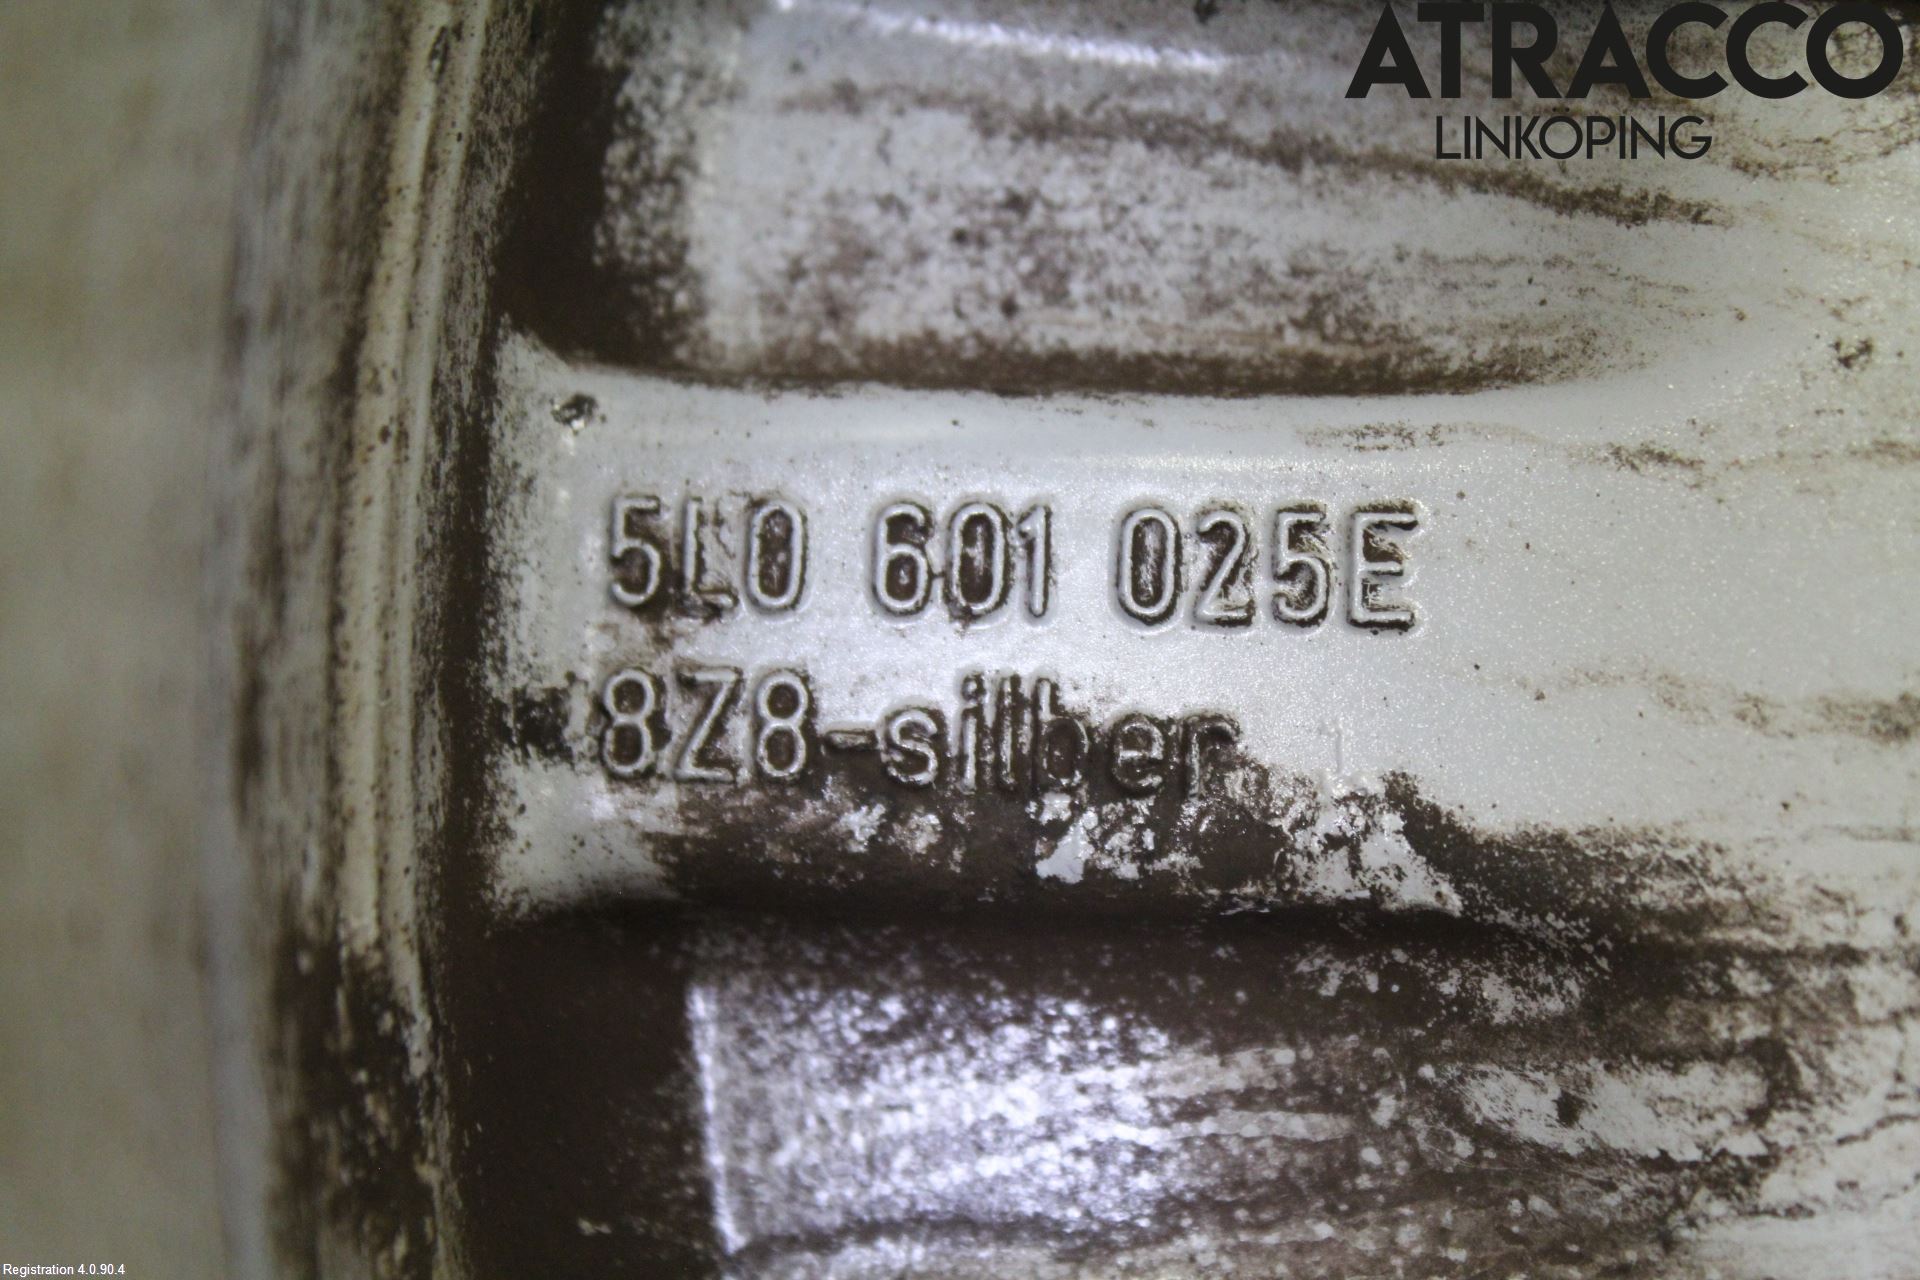 ATRACCO
LINKÖPING
5L0 601 025E
8Z8-silber
Registration 4.0.90.4